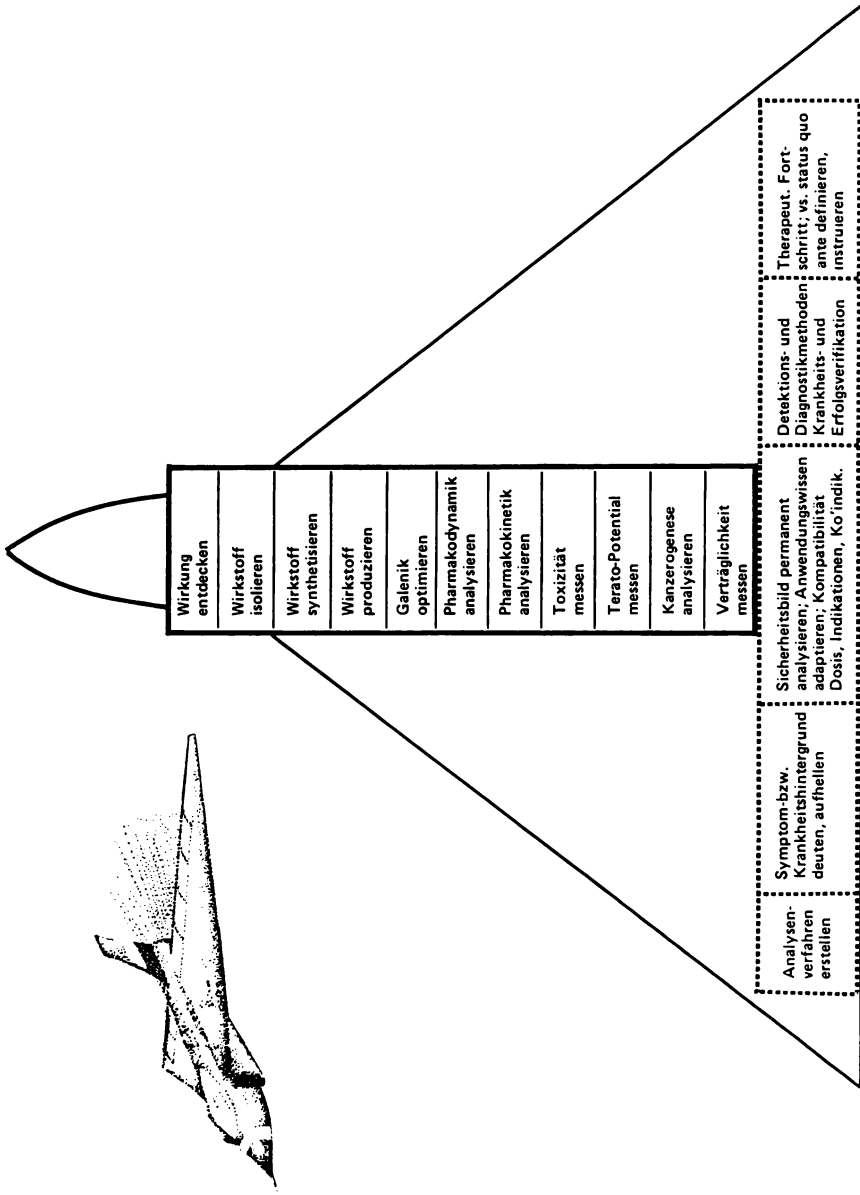 Wirkung
entdecken
Wirkstoff
isolieren
Wirkstoff
synthetisieren
Wirkstoff
produzieren
Galenik
optimieren
Pharmakodynamik
analysieren
Pharmakokinetik
analysieren
Toxizität
messen
Terato-Potential
messen
Kanzerogenese
analysieren
Verträglichkeit
messen
Analysen-
verfahren
erstellen
Symptom-bzw.
Krankheitshintergrund
deuten, aufhellen
Sicherheitsbild permanent
analysieren; Anwendungswissen
adaptieren; Kompatibilität
Dosis, Indikationen, Ko'indik.
Detektions- und
Diagnostikmethoden
Krankheits- und
Erfolgsverifikation
Therapeut. Fort-
schritt; vs. status quo
ante definieren,
instruieren